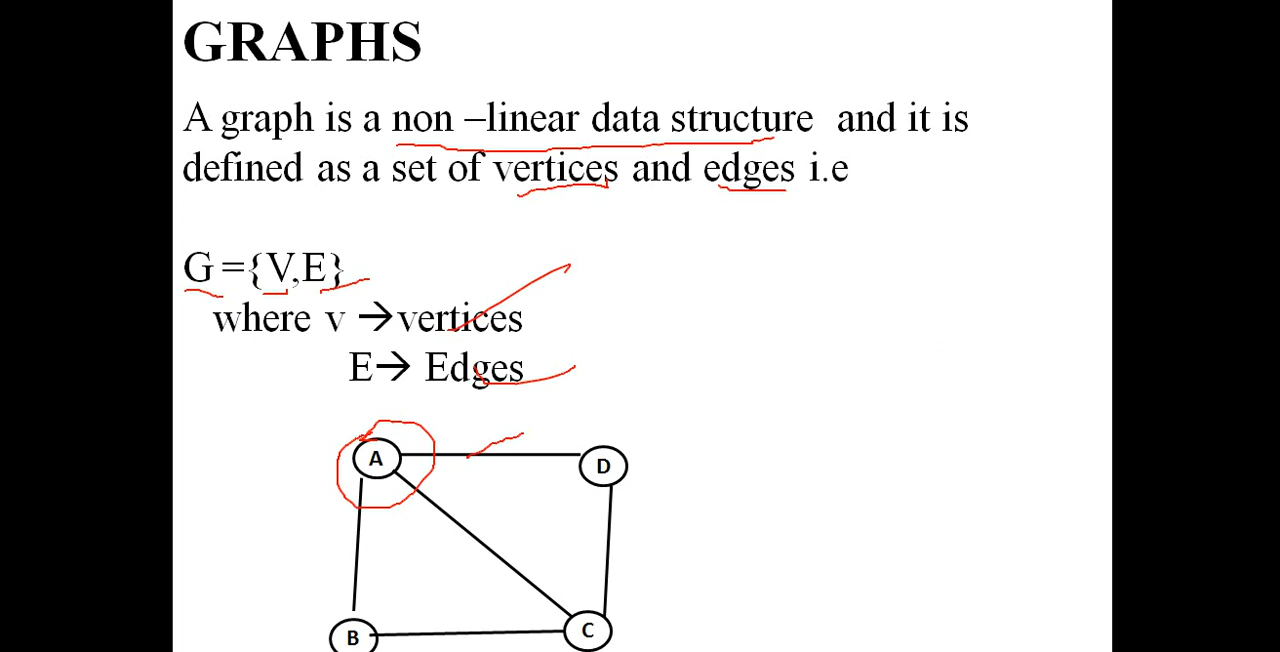 GRAPHS
A graph is a non –linear data structure and it is
defined as a set of vertices and edges i.e
G ={V,E}
where v →vertices
E→ Edges
A
D
B
C